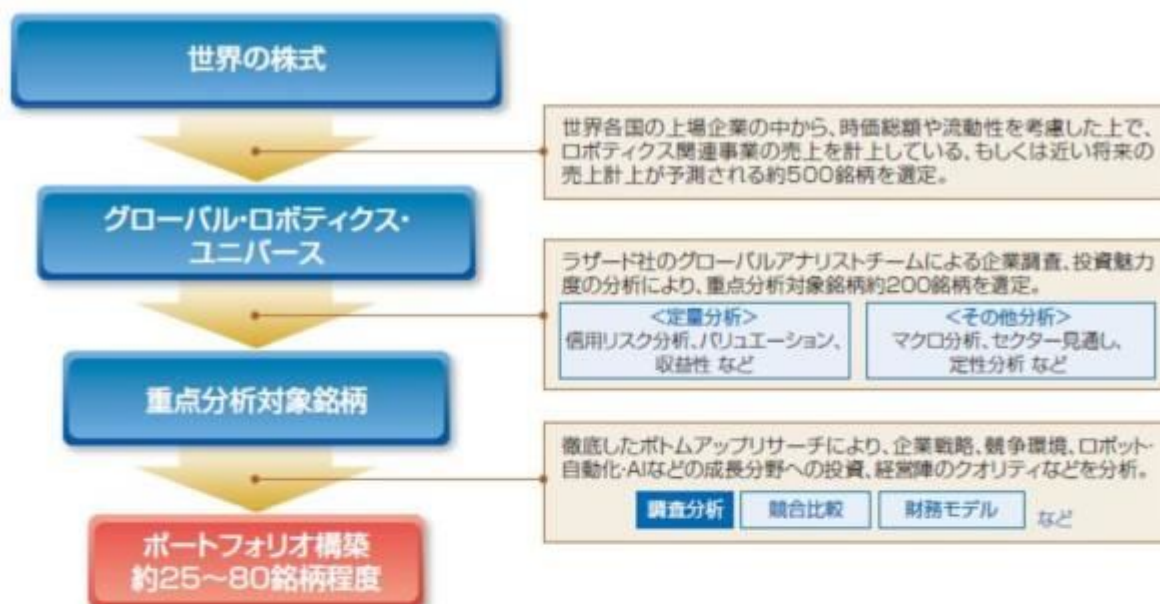 世界の株式
世界各国の上場企業の中から、時価総額や流動性を考慮した上で、
ロボティクス関連事業の売上を計上している、もしくは近い将来の
売上計上が予測される約500銘柄を選定。
グローバル・ロボティクス・
ユニバース
ラザード社のグローバルアナリストチームによる企業調査、投資魅力
度の分析により、重点分析対象銘柄約200銘柄を選定。
＜定量分析＞
信用リスク分析、バリュエーション、
収益性 など
＜その他分析＞
マクロ分析、セクター見通し、
定性分析 など
重点分析対象銘柄
徹底したボトムアップリサーチにより、企業戦略、競争環境、ロボット・
自動化・AIなどの成長分野への投資、経営陣のクオリティなどを分析。
調査分析
競合比較
財務モデル
など
ポートフォリオ構築
約25～80銘柄程度